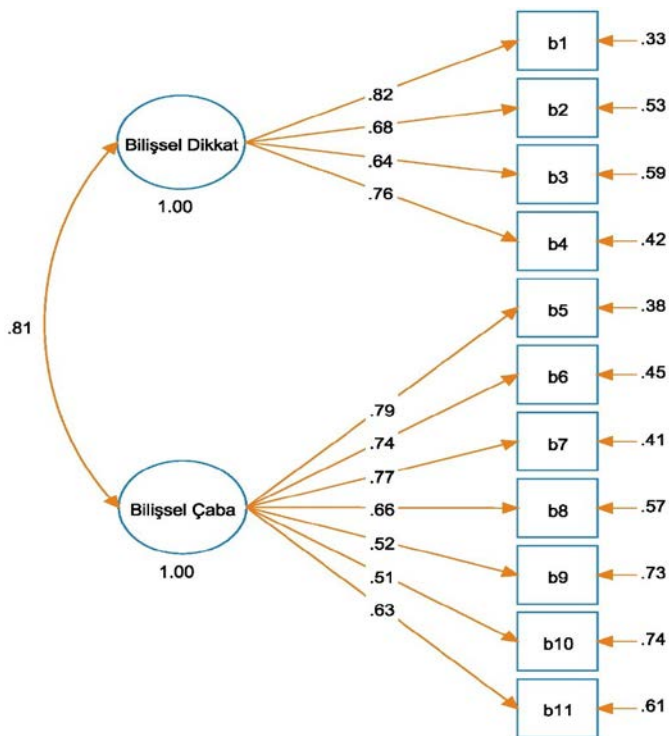 b1
.33
.82
b2
.53
.68
Bilişsel Dikkat
.64
b3
.59
.76
1.00
b4
.42
b5
.38
.81
b6
.45
.79
.74
b7
.41
.77
Bilişsel Çaba
.66
b8
.57
.52
1.00
b9
.73
.51
.63
b10
.74
b11
.61